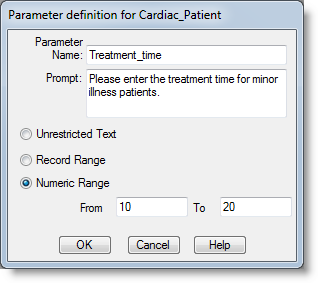 Parameter definition for Cardiac_Patient
Parameter
Name: Treatment_time
Prompt: Please enter the treatment time for minor
illness patients.
Unrestricted Text
Record Range
Numeric Range
From 10 To 20
OK Cancel Help